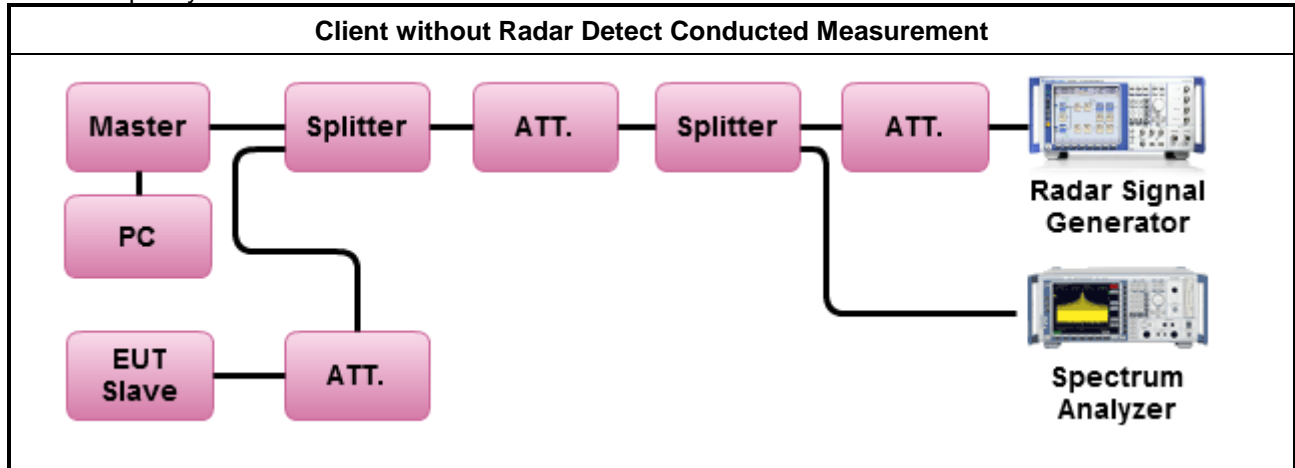 Client without Radar Detect Conducted Measurement
Master
Splitter
ATT.
Splitter
ATT.
Radar Signal
Generator
PC
EUT
Slave
ATT.
Spectrum
Analyzer